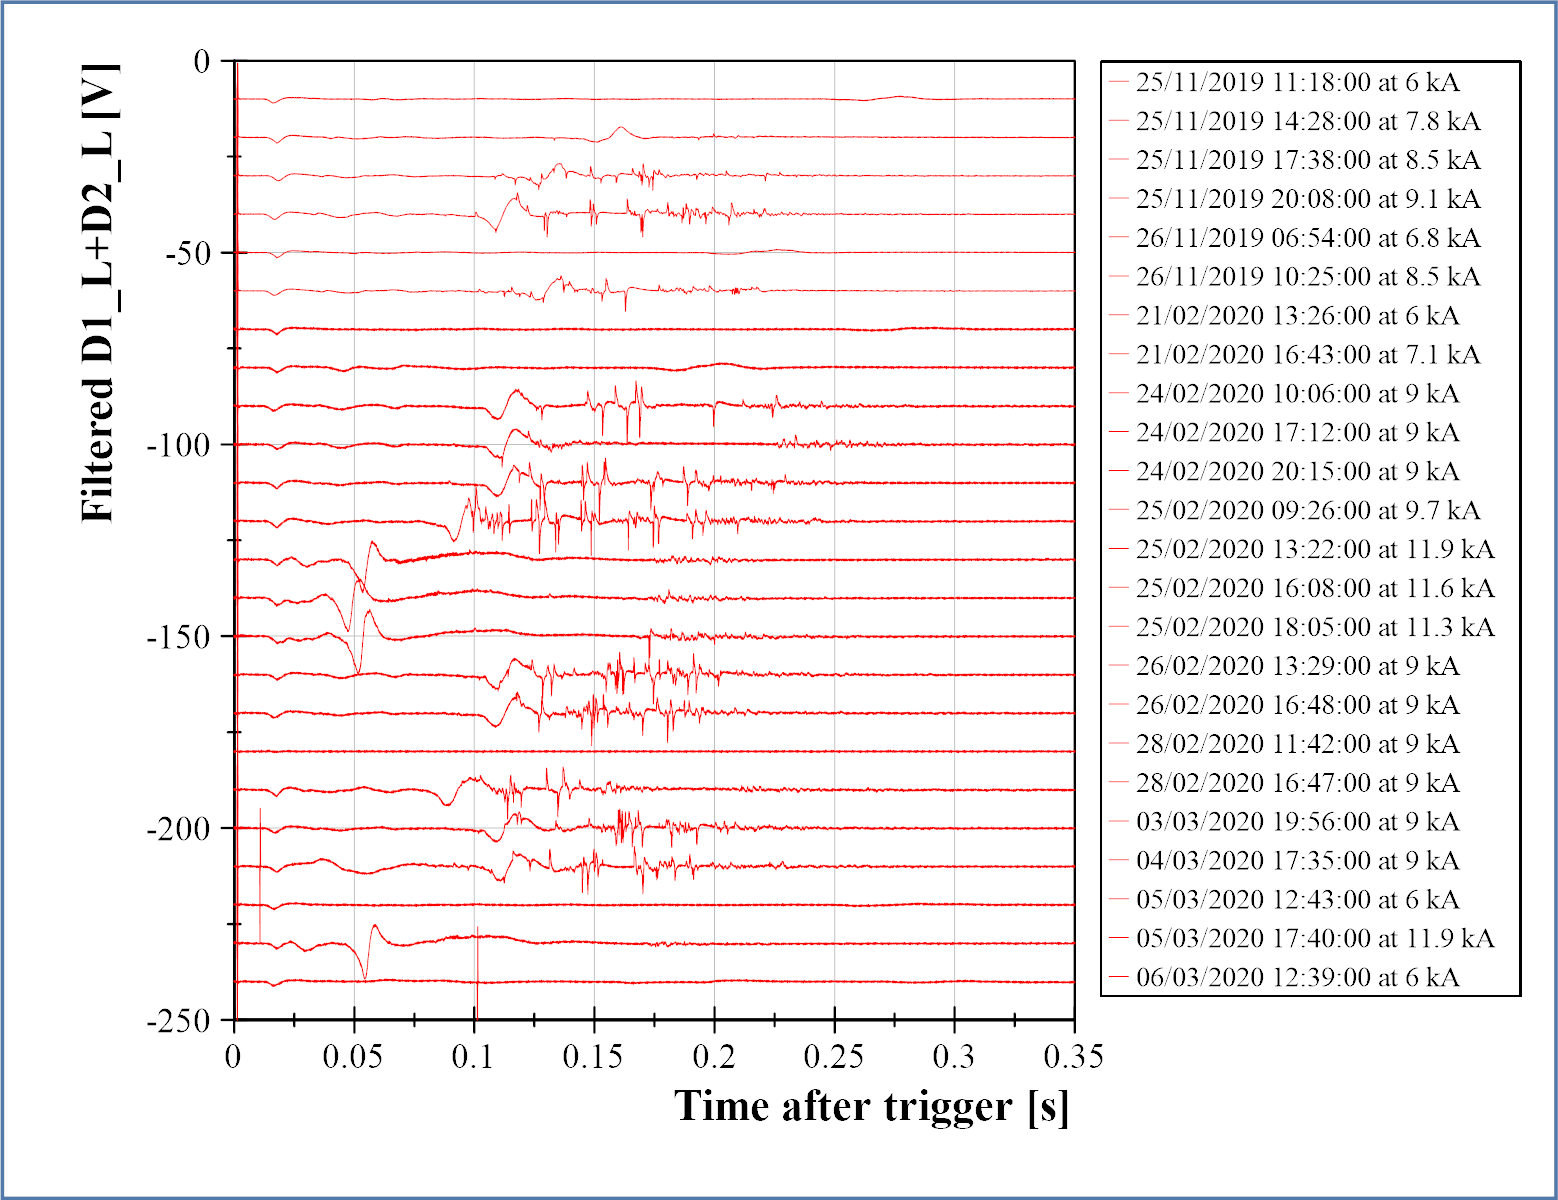 Filtered D1_L+D2_L [V]
0
-50
-100
-150
-200
-250
0 0.05 0.1 0.15 0.2 0.25 0.3 0.35
Time after trigger [s]
25/11/2019 11:18:00 at 6 kA
25/11/2019 14:28:00 at 7.8 kA
25/11/2019 17:38:00 at 8.5 kA
25/11/2019 20:08:00 at 9.1 kA
26/11/2019 06:54:00 at 6.8 kA
26/11/2019 10:25:00 at 8.5 kA
21/02/2020 13:26:00 at 6 kA
21/02/2020 16:43:00 at 7.1 kA
24/02/2020 10:06:00 at 9 kA
24/02/2020 17:12:00 at 9 kA
24/02/2020 20:15:00 at 9 kA
25/02/2020 09:26:00 at 9.7 kA
25/02/2020 13:22:00 at 11.9 kA
25/02/2020 16:08:00 at 11.6 kA
25/02/2020 18:05:00 at 11.3 kA
26/02/2020 13:29:00 at 9 kA
26/02/2020 16:48:00 at 9 kA
28/02/2020 11:42:00 at 9 kA
28/02/2020 16:47:00 at 9 kA
03/03/2020 19:56:00 at 9 kA
04/03/2020 17:35:00 at 9 kA
05/03/2020 12:43:00 at 6 kA
05/03/2020 17:40:00 at 11.9 kA
06/03/2020 12:39:00 at 6 kA